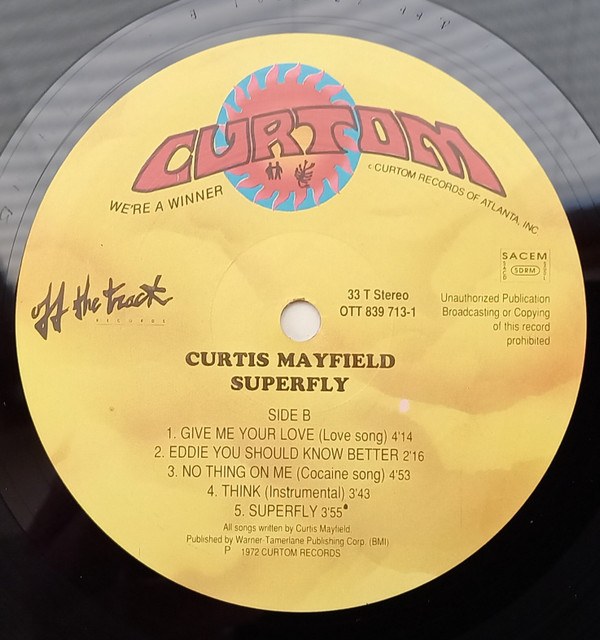 CURTOM
WE'RE A WINNER
© CURTOM RECORDS OF ATLANTA, INC
off the track
RECORDS
33 T Stereo
OTT 839 713-1
SACEM
SDRM
Unauthorized Publication
Broadcasting or Copying
of this record
prohibited
CURTIS MAYFIELD
SUPERFLY
SIDE B
1. GIVE ME YOUR LOVE (Love song) 4'14
2. EDDIE YOU SHOULD KNOW BETTER 2'16
3. NO THING ON ME (Cocaine song) 4'53
4. THINK (Instrumental) 3'43
5. SUPERFLY 3'55
All songs written by Curtis Mayfield.
Published by Warner-Tamerlane Publishing Corp. (BMI)
P 1972 CURTOM RECORDS